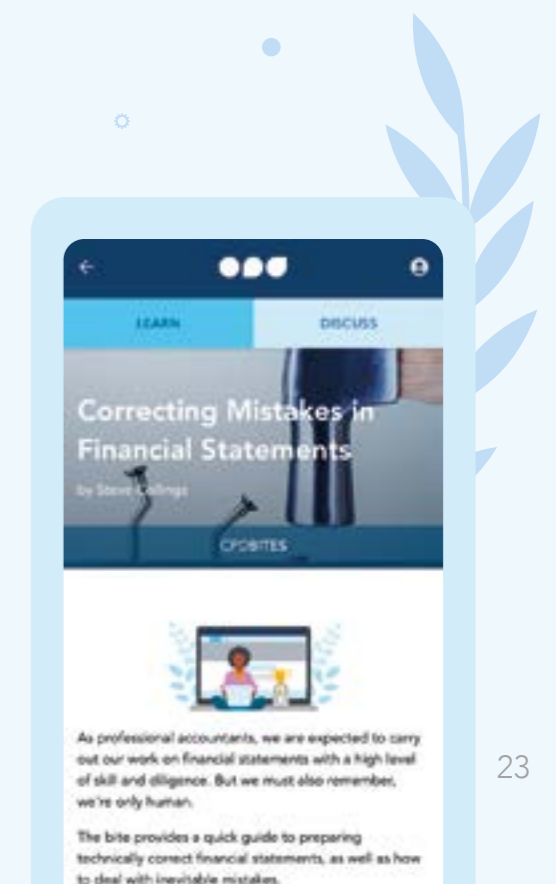 LEARN
DISCUSS
Correcting Mistakes in
Financial Statements
by Steve Collings
CPDBITES
As professional accountants, we are expected to carry
out our work on financial statements with a high level
of skill and diligence. But we must also remember,
we're only human.
23
The bite provides a quick guide to preparing
technically correct financial statements, as well as how
to deal with inevitable mistakes.